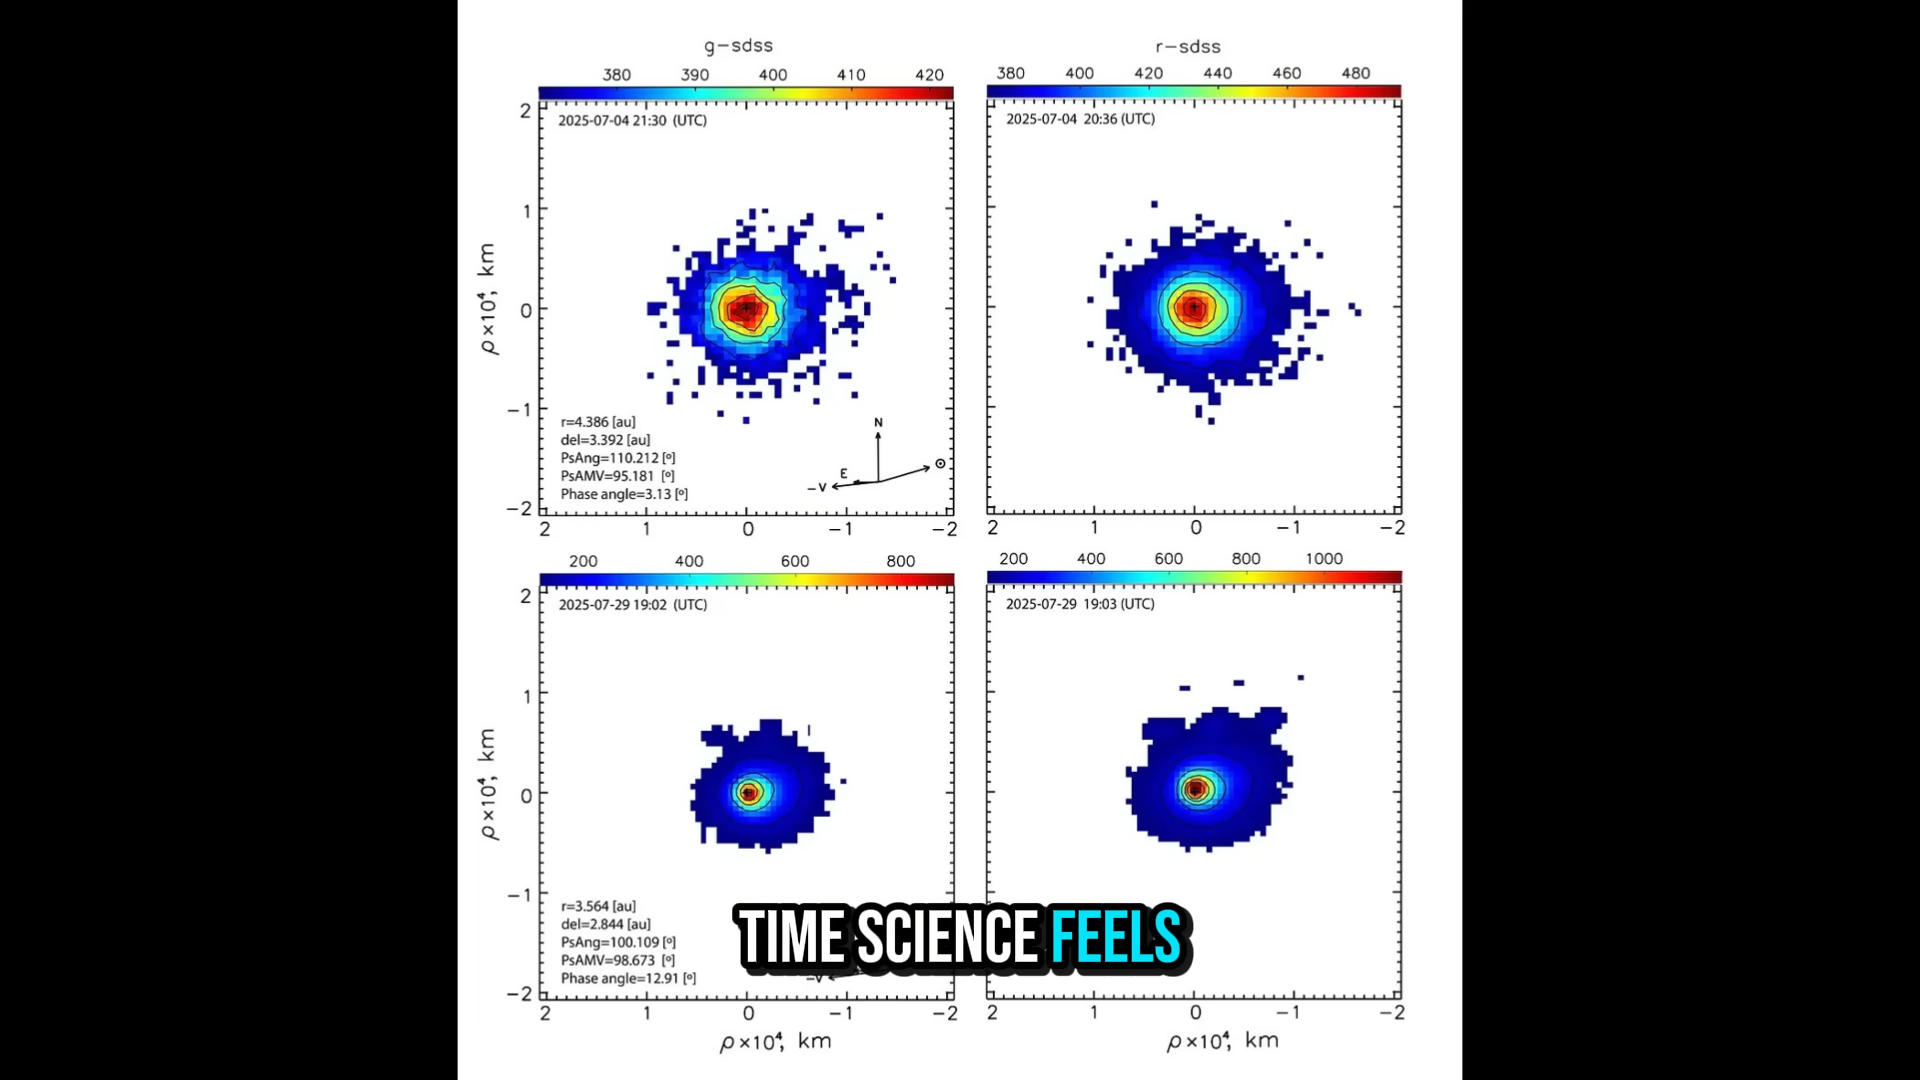 g-sdss
380 390 400 410 420
2025-07-04 21:30 (UTC)
2
1
0
-1
-2
ρ×10⁴, km
r=4.386 [au]
del=3.392 [au]
PsAng=110.212 [º]
PsAMV=95.181 [º]
Phase angle=3.13 [º]
N
E
-V
⊙
2 1 0 -1 -2
r-sdss
380 400 420 440 460 480
2025-07-04 20:36 (UTC)
2 1 0 -1 -2
200 400 600 800
2025-07-29 19:02 (UTC)
2
1
0
-1
-2
ρ×10⁴, km
r=3.564 [au]
del=2.844 [au]
PsAng=100.109 [º]
PsAMV=98.673 [º]
Phase angle=12.91 [º]
-V
2 1 0 -1 -2
ρ×10⁴, km
200 400 600 800 1000
2025-07-29 19:03 (UTC)
2 1 0 -1 -2
ρ×10⁴, km
TIME SCIENCE FEELS